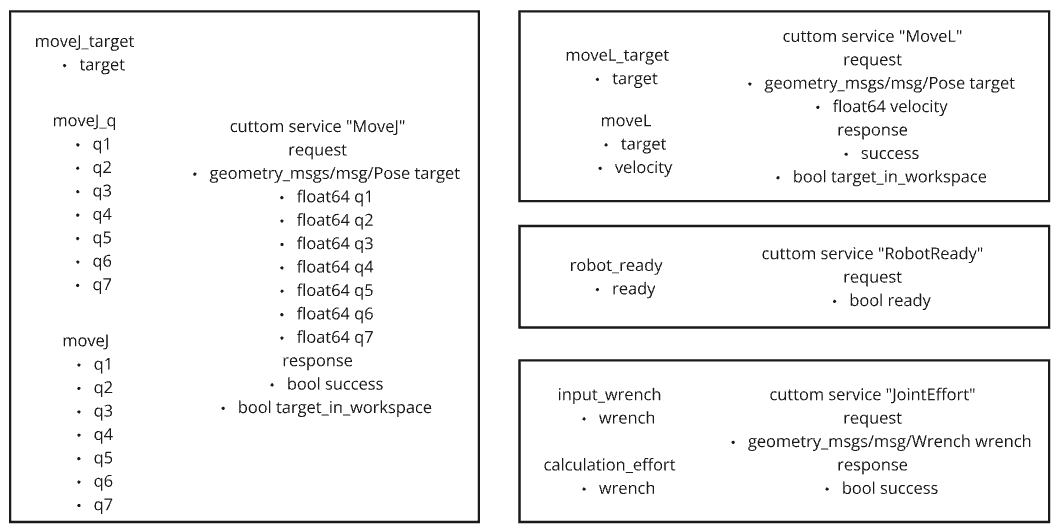 moveJ_target
• target
moveJ_q
• q1
• q2
• q3
• q4
• q5
• q6
• q7
moveJ
• q1
• q2
• q3
• q4
• q5
• q6
• q7
cuttom service "MoveJ"
request
• geometry_msgs/msg/Pose target
• float64 q1
• float64 q2
• float64 q3
• float64 q4
• float64 q5
• float64 q6
• float64 q7
response
• bool success
• bool target_in_workspace
moveL_target
• target
moveL
• target
• velocity
cuttom service "MoveL"
request
• geometry_msgs/msg/Pose target
• float64 velocity
response
• success
• bool target_in_workspace
robot_ready
• ready
cuttom service "RobotReady"
request
• bool ready
input_wrench
• wrench
calculation_effort
• wrench
cuttom service "JointEffort"
request
• geometry_msgs/msg/Wrench wrench
response
• bool success